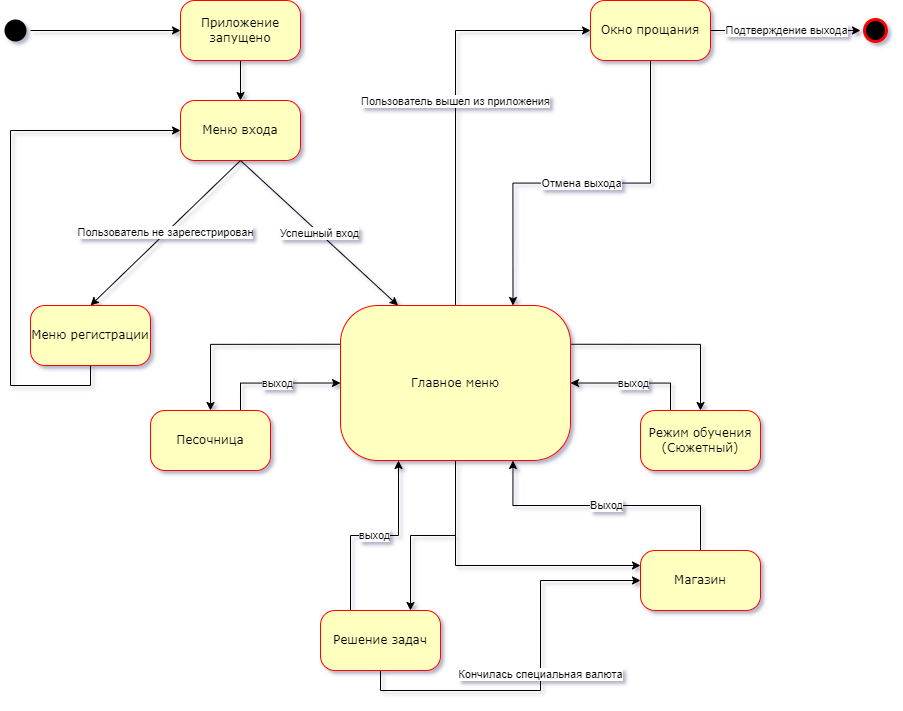 Приложение
запущено
Окно прощания
Подтверждение выхода
Пользователь вышел из приложения
Меню входа
Отмена выхода
Пользователь не зарегестрирован
Успешный вход
Меню регистрации
Главное меню
выход
выход
Песочница
Режим обучения
(Сюжетный)
Выход
выход
Магазин
Решение задач
Кончилась специальная валюта